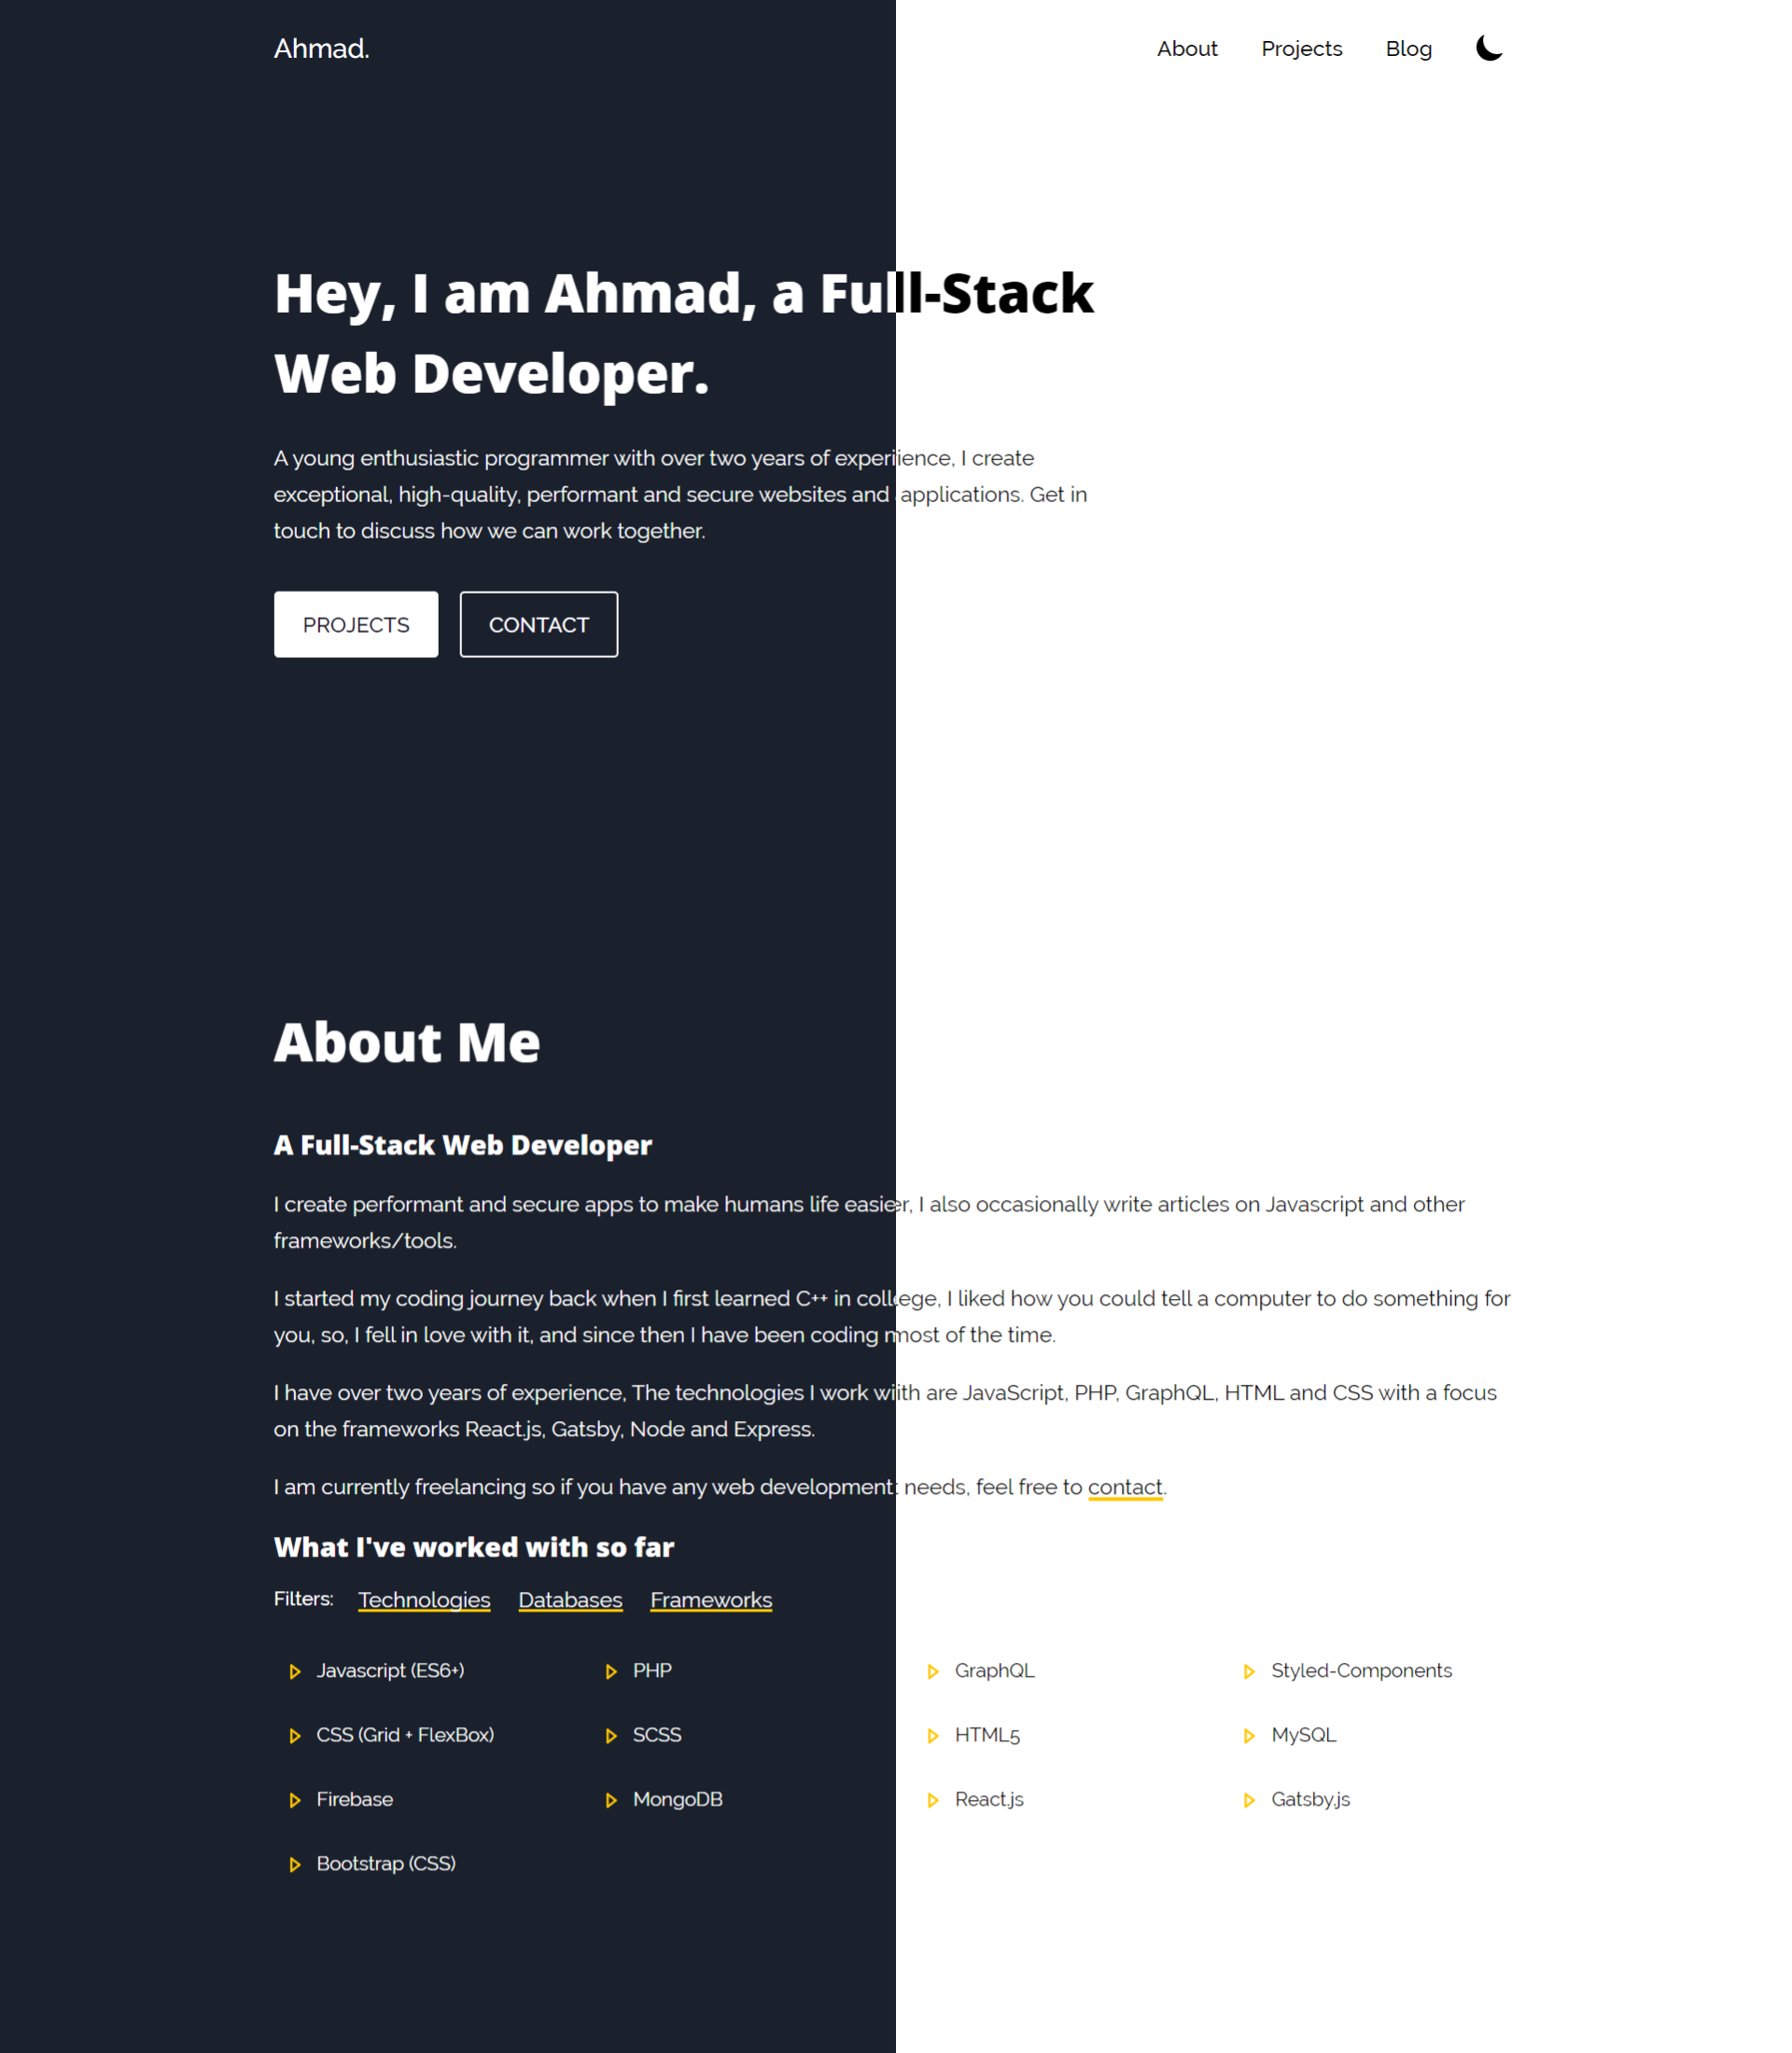 Ahmad.
About Projects Blog
Hey, I am Ahmad, a Full-Stack
Web Developer.
A young enthusiastic programmer with over two years of experiience, I create
exceptional, high-quality, performant and secure websites and applications. Get in
touch to discuss how we can work together.
PROJECTS CONTACT
About Me
A Full-Stack Web Developer
I create performant and secure apps to make humans life easier, I also occasionally write articles on Javascript and other
frameworks/tools.
I started my coding journey back when I first learned C++ in college, I liked how you could tell a computer to do something for
you, so, I fell in love with it, and since then I have been coding most of the time.
I have over two years of experience, The technologies I work wiith are JavaScript, PHP, GraphQL, HTML and CSS with a focus
on the frameworks React.js, Gatsby, Node and Express.
I am currently freelancing so if you have any web development needs, feel free to contact.
What I've worked with so far
Filters: Technologies Databases Frameworks
Javascript (ES6+) PHP GraphQL Styled-Components
CSS (Grid + FlexBox) SCSS HTML5 MySQL
Firebase MongoDB React.js Gatsby.js
Bootstrap (CSS)